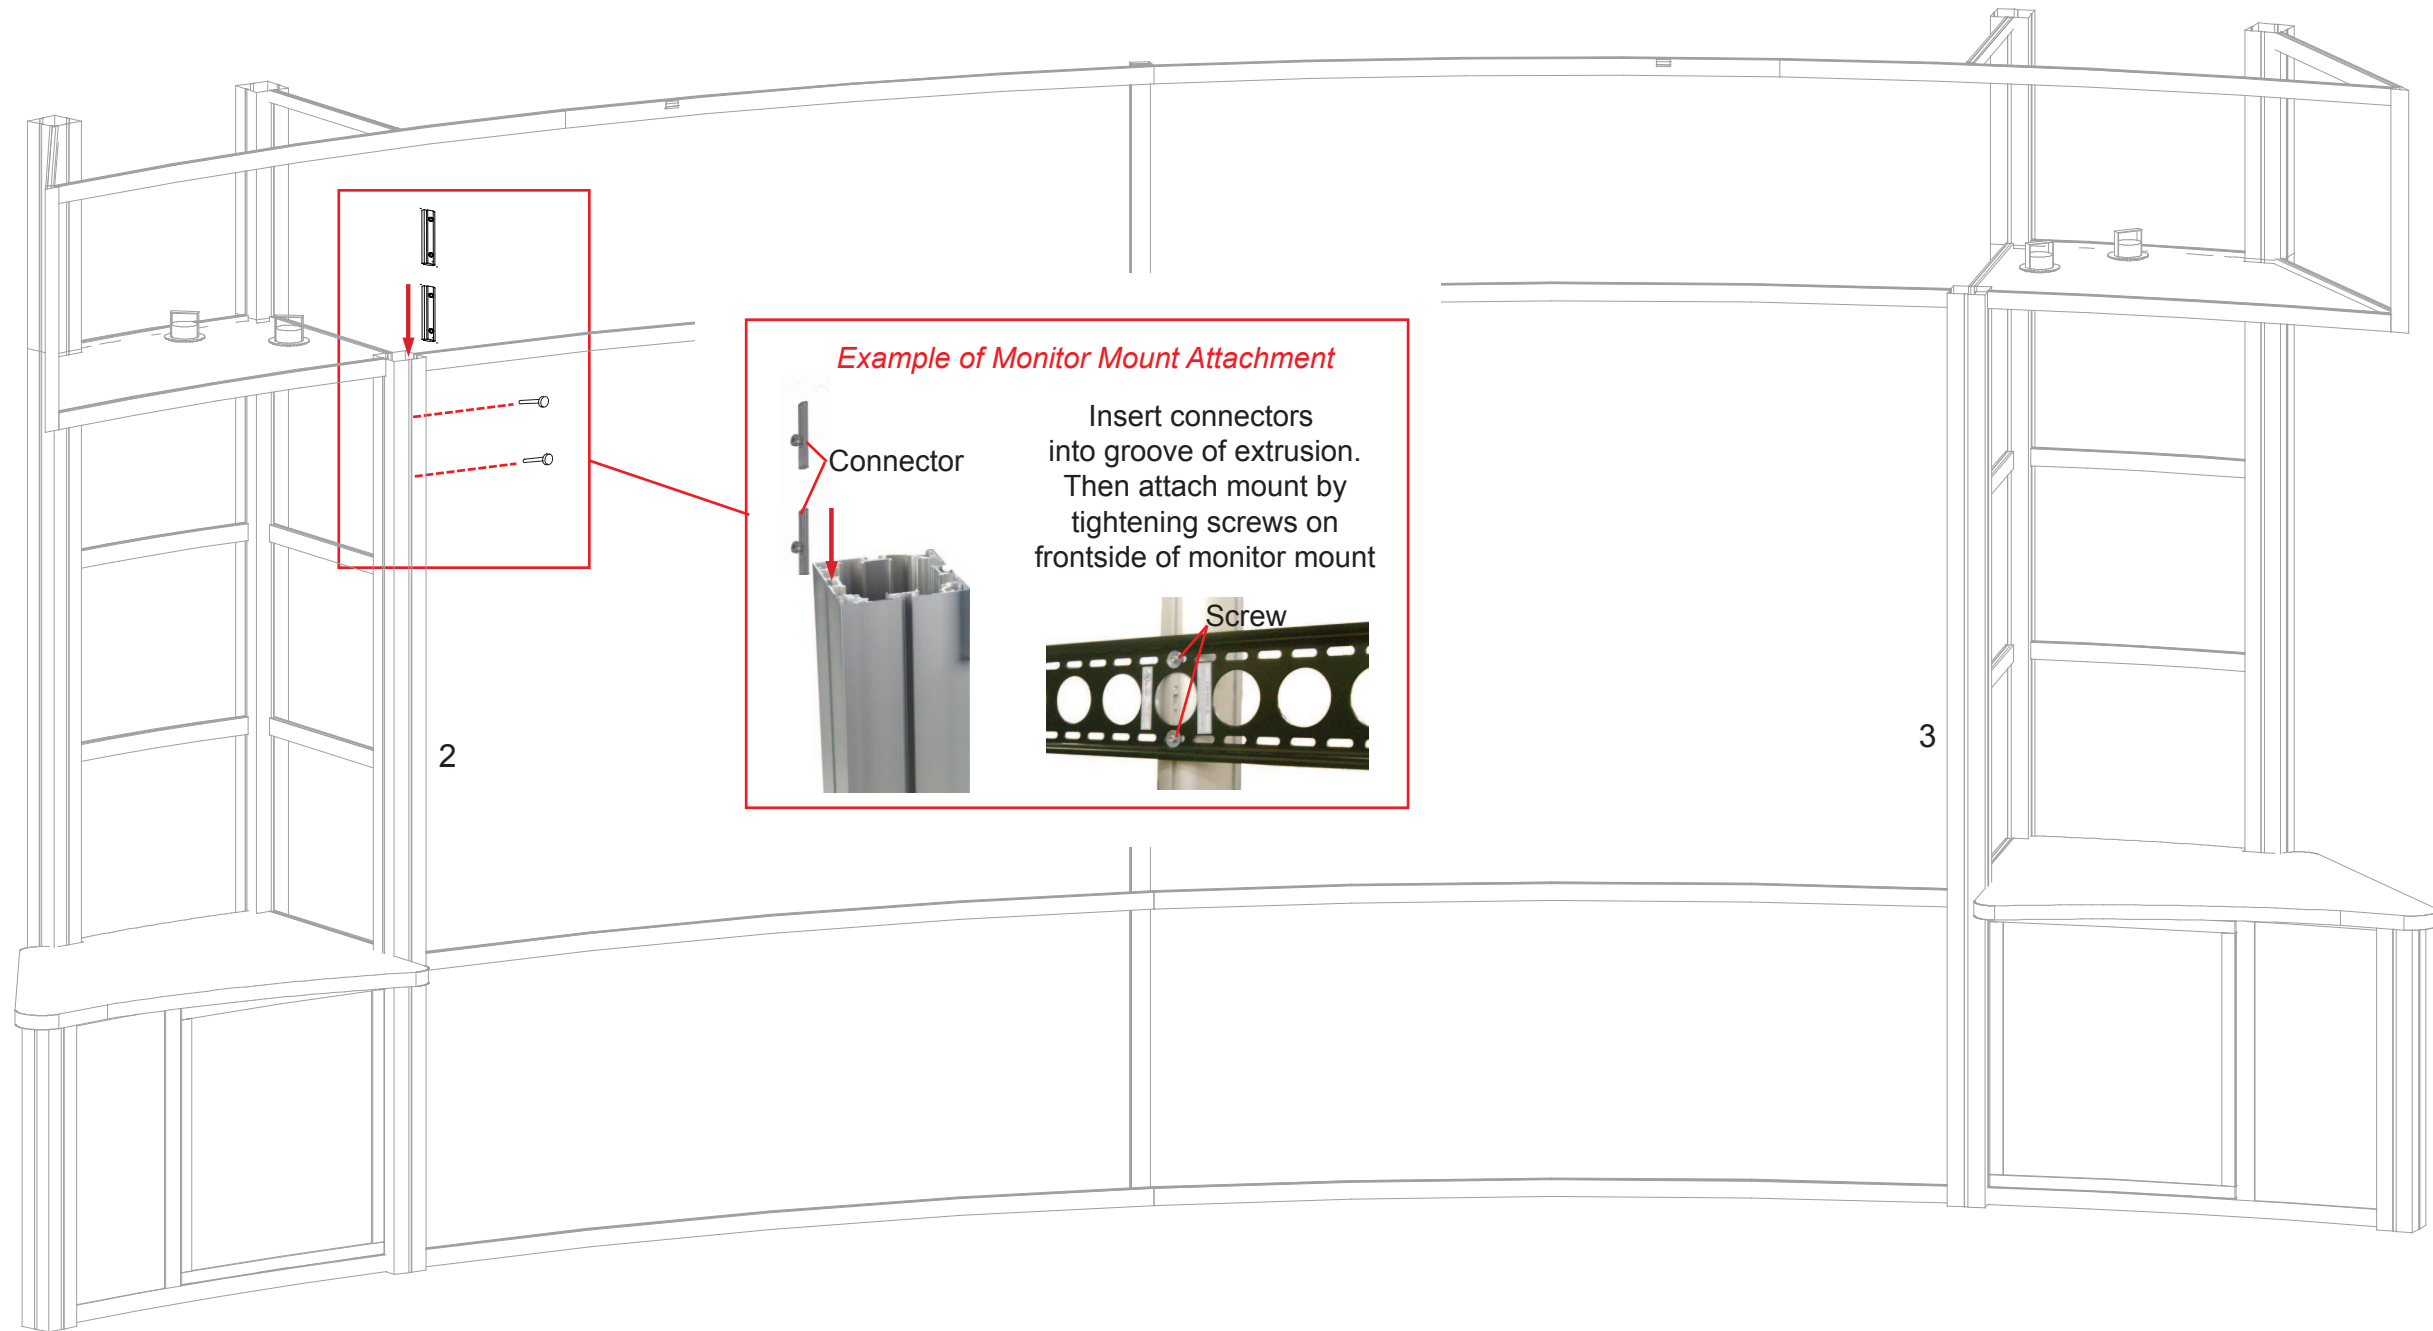 Example of Monitor Mount Attachment
Connector
Insert connectors
into groove of extrusion.
Then attach mount by
tightening screws on
frontside of monitor mount
Screw
2
3